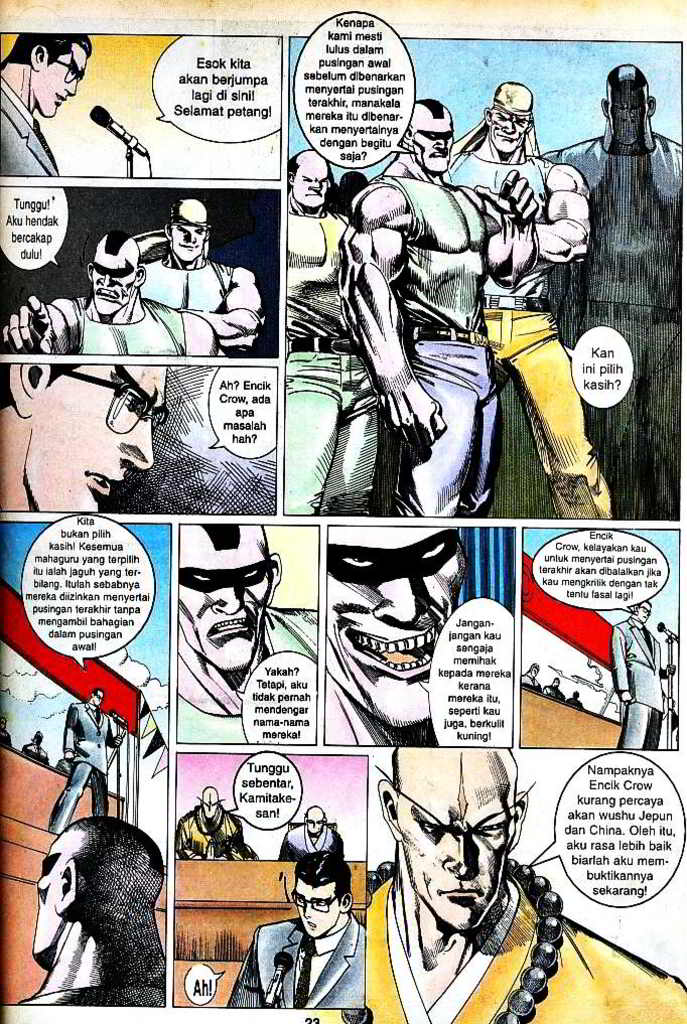 Esok kita
akan berjumpa
lagi di sini!
Selamat petang!
Kenapa
kami mesti
lulus dalam
pusingan awal
sebelum dibenarkan
menyertai pusingan
terakhir, manakala
mereka itu dibenar-
kan menyertainya
dengan begitu
saja?
Tunggu!
Aku hendak
bercakap
dulu!
Kan
ini pilih
kasih?
Ah? Encik
Crow, ada
apa
masalah
hah?
Kita
bukan pilih
kasih! Kesemua
mahaguru yang terpilih
itu ialah jaguh yang ter-
bilang. Itulah sebabnya
mereka diizinkan menyertai
pusingan terakhir tanpa
mengambil bahagian
dalam pusingan
awal!
Yakah?
Tetapi, aku
tidak pernah
mendengar
nama-nama
mereka!
Jangan-
jangan kau
sengaja
memihak
kepada mereka
kerana
mereka itu,
seperti kau
juga, berkulit
kuning!
Encik
Crow, kelayakan kau
untuk menyertai pusingan
terakhir akan dibatalkan jika
kau mengkritik dengan tak
tentu fasal lagi!
Tunggu
sebentar,
Kamitake-
san!
Ah!
Nampaknya
Encik Crow
kurang percaya
akan wushu Jepun
dan China. Oleh itu,
aku rasa lebih baik
biarlah aku mem-
buktikannya
sekarang!
23